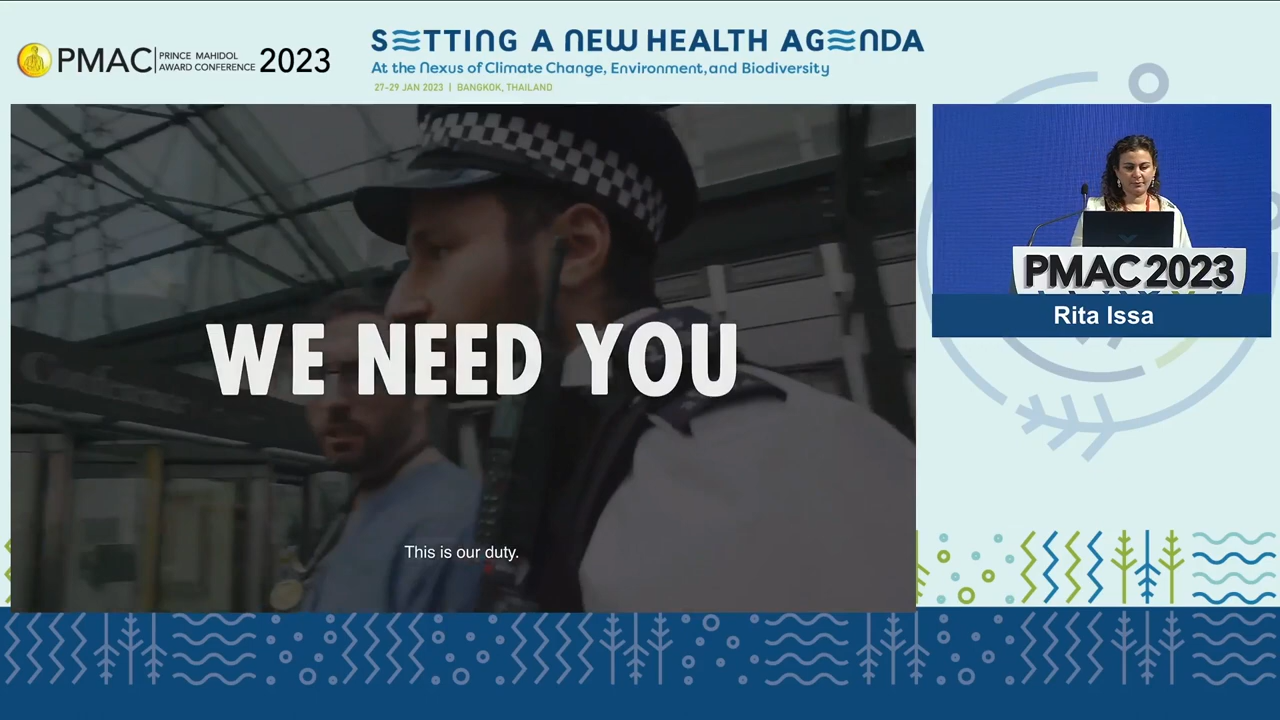 PMAC
PRINCE MAHIDOL
AWARD CONFERENCE
2023
SETTING A NEW HEALTH AGENDA
At the Nexus of Climate Change, Environment, and Biodiversity
27-29 JAN 2023 | BANGKOK, THAILAND
WE NEED YOU
This is our duty.
PMAC 2023
Rita Issa